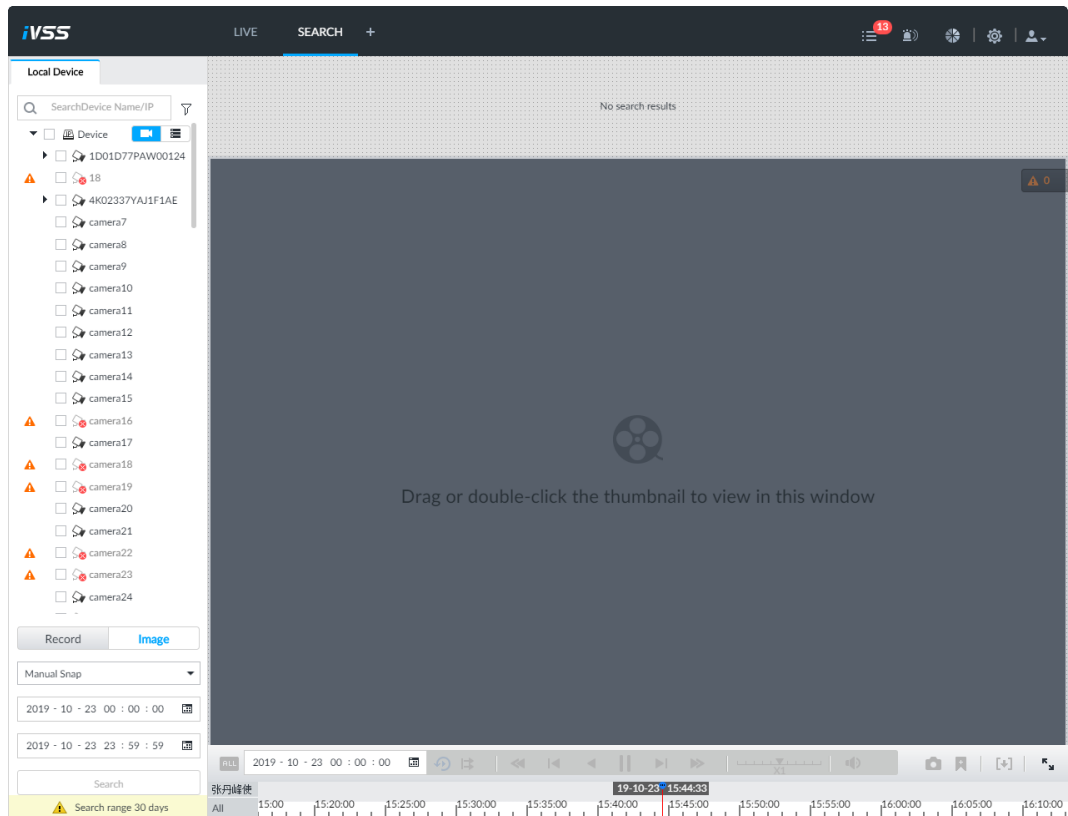 iVSS LIVE SEARCH + 13
Local Device
SearchDevice Name/IP
No search results
Device
1D01D77PAW00124
18
0
4K02337YAJ1F1AE
camera7
camera8
camera9
camera10
camera11
camera12
camera13
camera14
camera15
camera16
camera17
camera18
camera19
Drag or double-click the thumbnail to view in this window
camera20
camera21
camera22
camera23
camera24
Record Image
Manual Snap
2019 - 10 - 23 00 : 00 : 00
2019 - 10 - 23 23 : 59 : 59
Search
Search range 30 days
ALL 2019 - 10 - 23 00 : 00 : 00 X1
张丹峰使 19-10-23 15:44:33
All 15:00 15:20:00 15:25:00 15:30:00 15:35:00 15:40:00 15:45:00 15:50:00 15:55:00 16:00:00 16:05:00 16:10:00